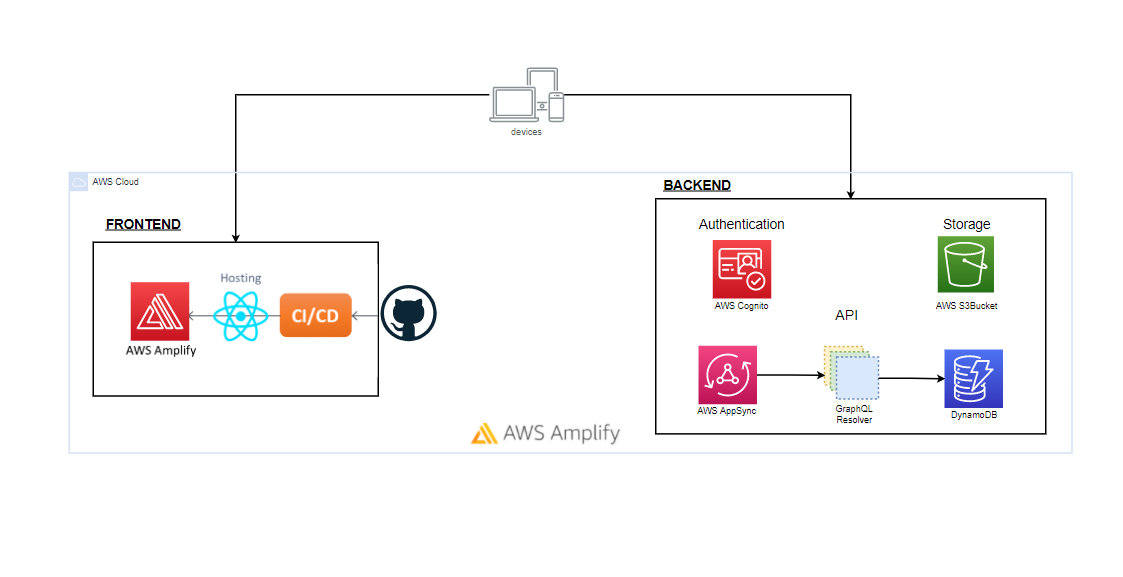 devices
AWS Cloud
FRONTEND
Hosting
CI/CD
AWS Amplify
BACKEND
Authentication
AWS Cognito
Storage
AWS S3Bucket
API
AWS AppSync
GraphQL
Resolver
DynamoDB
AWS Amplify